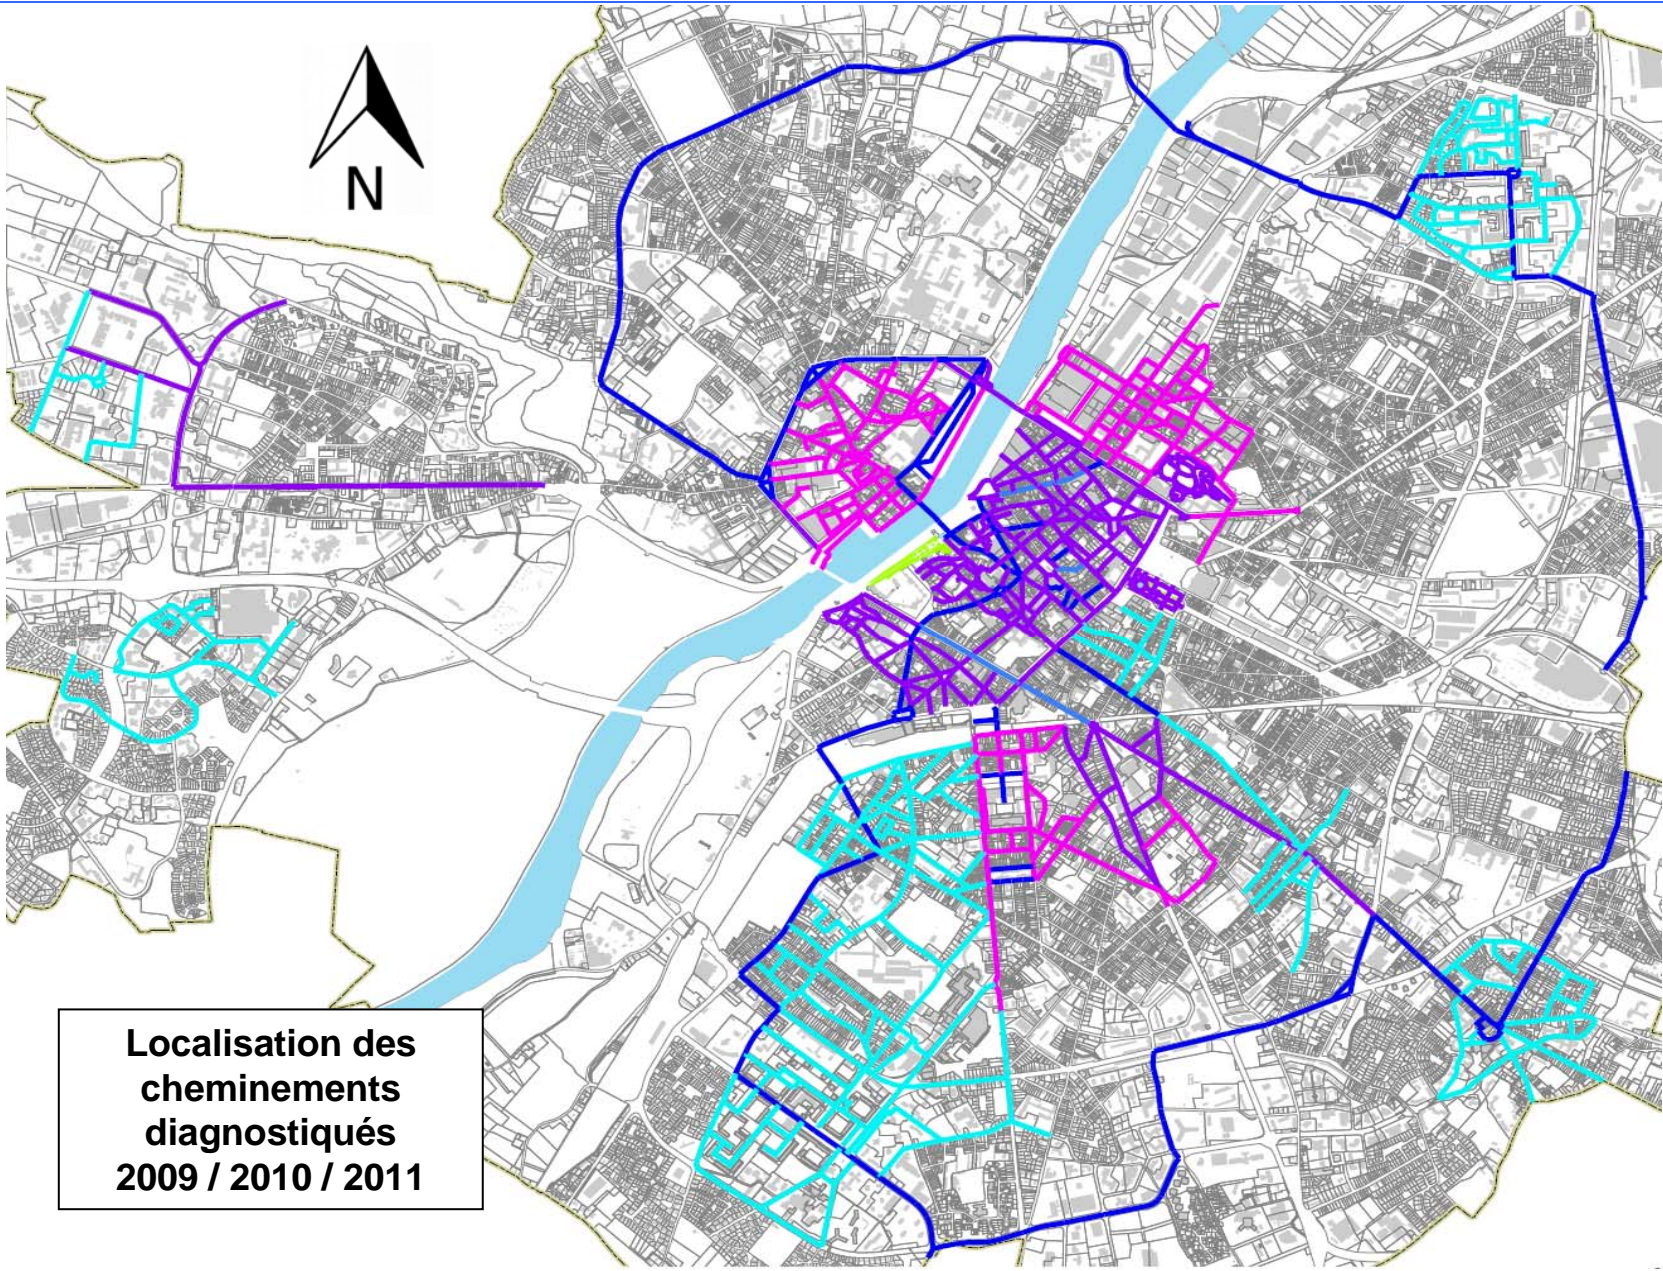 N
Localisation des
cheminements
diagnostiqués
2009 / 2010 / 2011